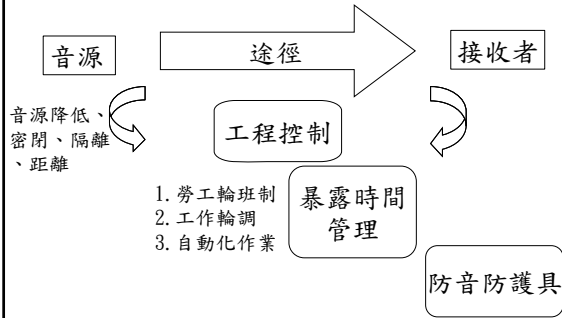 音源
途徑
接收者
音源降低、
密閉、隔離
、距離
工程控制
1.勞工輪班制
2.工作輪調
3.自動化作業
暴露時間
管理
防音防護具